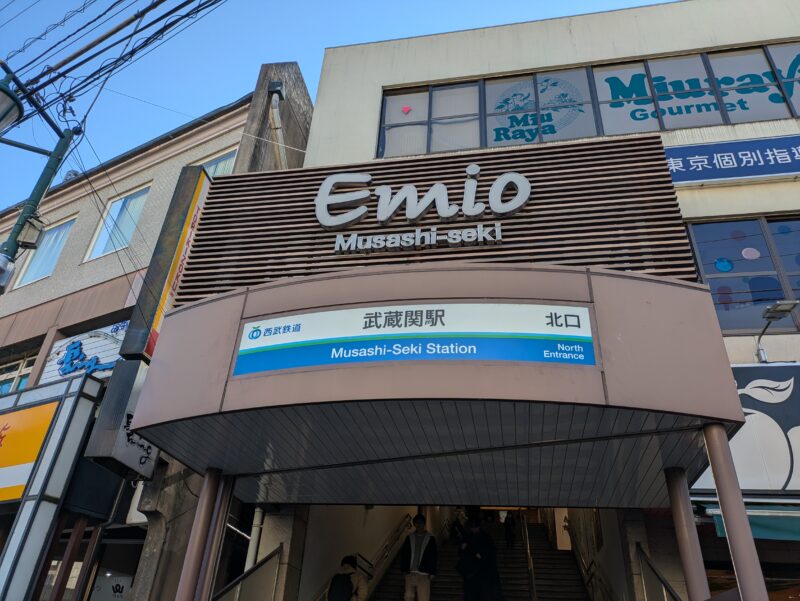 Miu
Raya
Miuray
Gourmet
東京個別指導
Emio
Musashi-seki
西武鉄道
武蔵関駅
北口
Musashi-Seki Station
North
Entrance